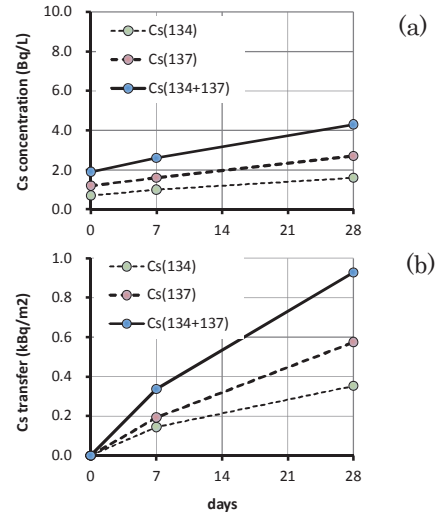 (a)
10.0
8.0
6.0
4.0
2.0
0.0
Cs concentration (Bq/L)
Cs(134)
Cs(137)
Cs(134+137)
0 7 14 21 28
(b)
1.0
0.8
0.6
0.4
0.2
0.0
Cs transfer (kBq/m2)
Cs(134)
Cs(137)
Cs(134+137)
0 7 14 21 28
days